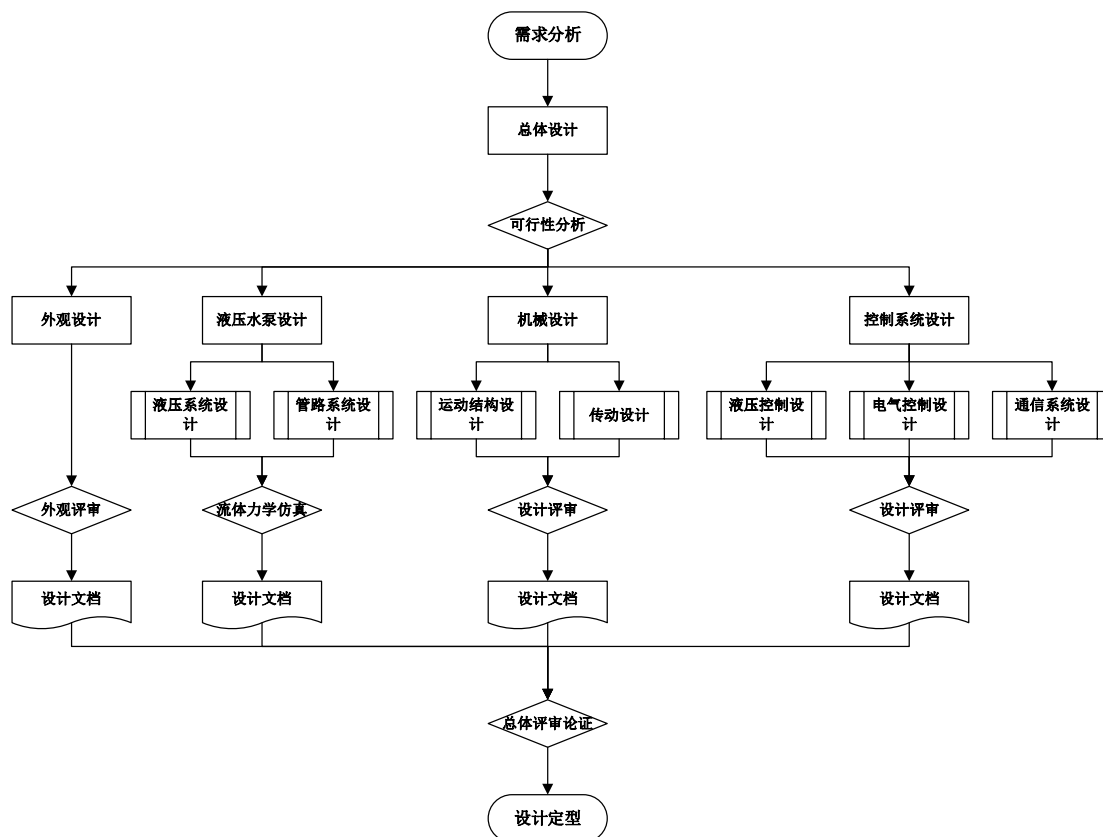 需求分析
总体设计
可行性分析
外观设计
液压水泵设计
机械设计
控制系统设计
液压系统设
计
管路系统设
计
运动结构设
计
传动设计
液压控制设
计
电气控制设
计
通信系统设
计
外观评审
流体力学仿真
设计评审
设计评审
设计文档
设计文档
设计文档
设计文档
总体评审论证
设计定型